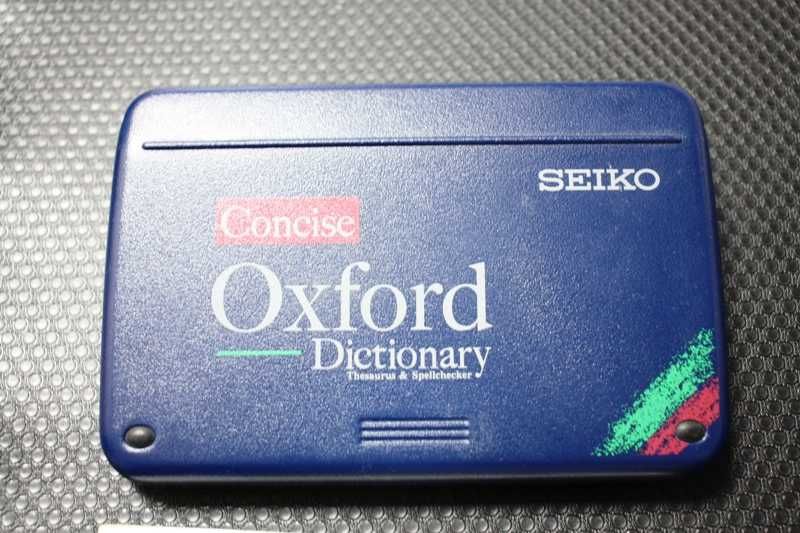 SEIKO
Concise
Oxford
Dictionary
Thesaurus & Spellchecker